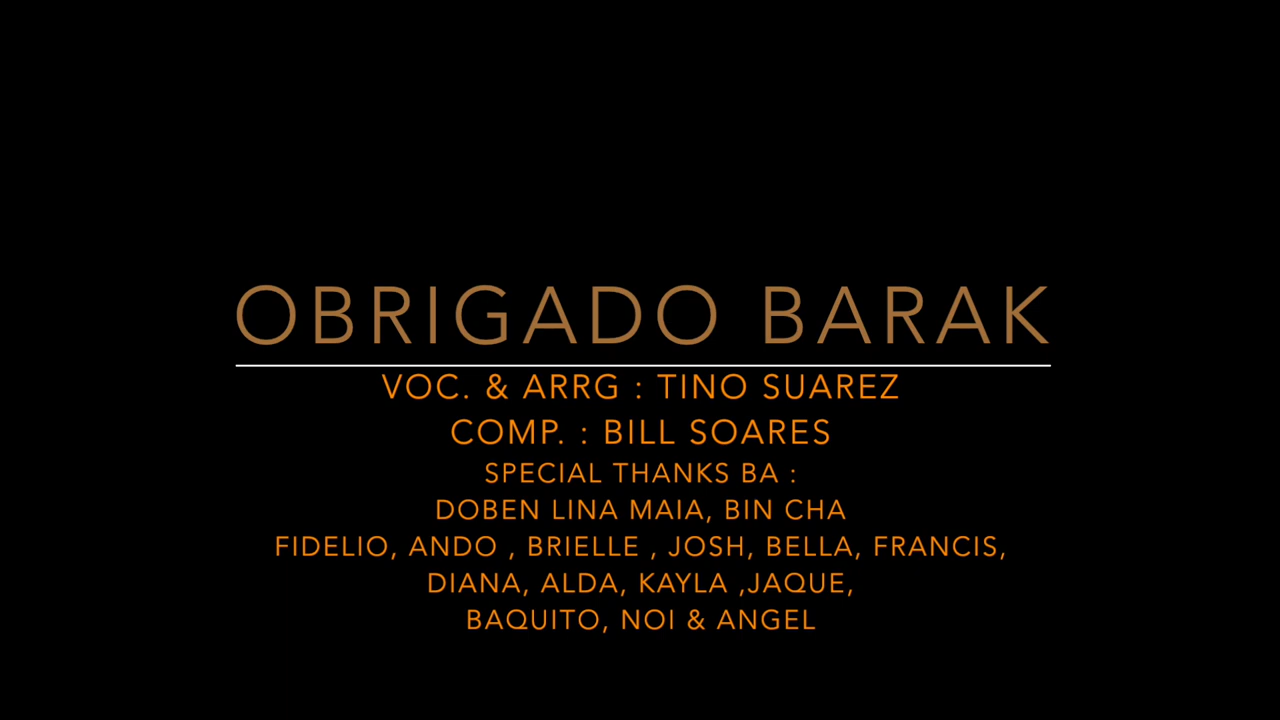 OBRIGADO BARAK
VOC. & ARRG : TINO SUAREZ
COMP. : BILL SOARES
SPECIAL THANKS BA :
DOBEN LINA MAIA, BIN CHA
FIDELIO, ANDO , BRIELLE , JOSH, BELLA, FRANCIS,
DIANA, ALDA, KAYLA ,JAQUE,
BAQUITO, NOI & ANGEL